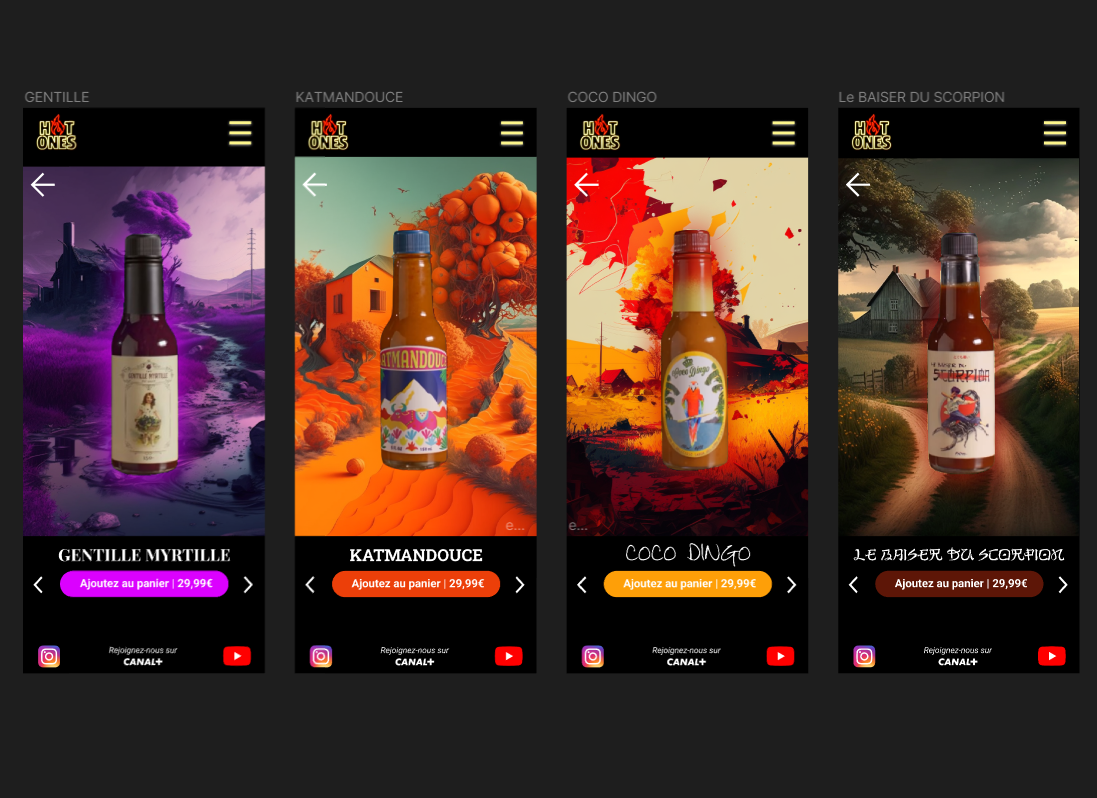 GENTILLE
HOT
ONES
GENTILLE MYRTILLE
GENTILLE MYRTILLE
Ajoutez au panier | 29,99€
Rejoignez-nous sur
CANAL+
KATMANDOUCE
HOT
ONES
KATMANDOUCE
e...
KATMANDOUCE
Ajoutez au panier | 29,99€
Rejoignez-nous sur
CANAL+
COCO DINGO
HOT
ONES
Coco Dingo
e...
COCO DINGO
Ajoutez au panier | 29,99€
Rejoignez-nous sur
CANAL+
Le BAISER DU SCORPION
HOT
ONES
LE BAISER DU
SCORPION
LE BAISER DU SCORPION
Ajoutez au panier | 29,99€
Rejoignez-nous sur
CANAL+